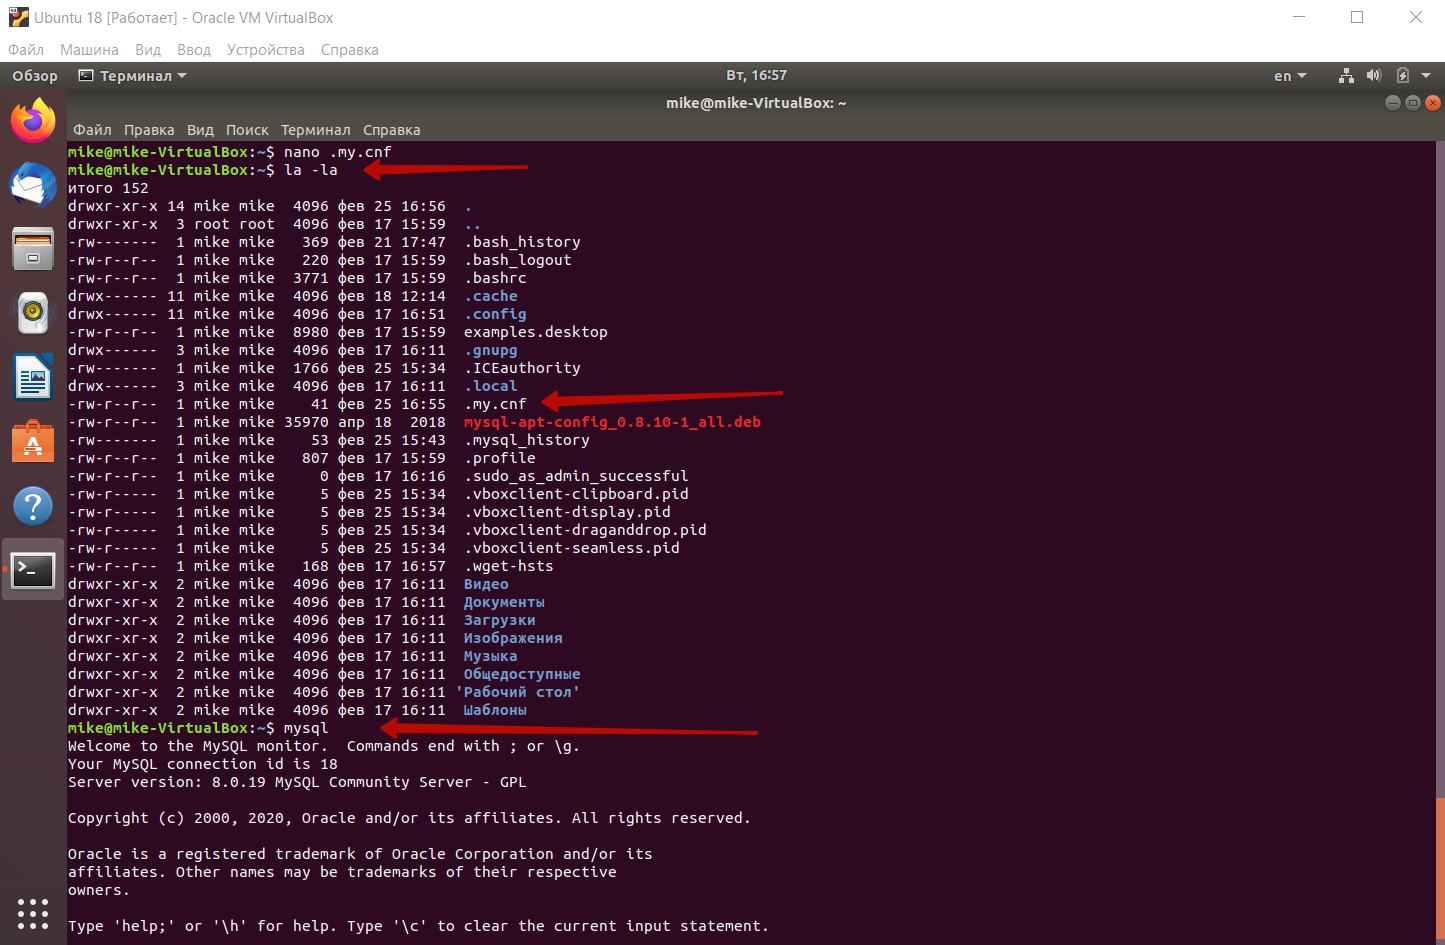 Ubuntu 18 [Работает] - Oracle VM VirtualBox
Файл Машина Вид Ввод Устройства Справка
Обзор Терминал Вт, 16:57 en
mike@mike-VirtualBox: ~
Файл Правка Вид Поиск Терминал Справка
mike@mike-VirtualBox:~$ nano .my.cnf
mike@mike-VirtualBox:~$ la -la
итого 152
drwxr-xr-x 14 mike mike  4096 фев 25 16:56  .
drwxr-xr-x  3 root root  4096 фев 17 15:59  ..
-rw-------  1 mike mike   369 фев 21 17:47  .bash_history
-rw-r--r--  1 mike mike   220 фев 17 15:59  .bash_logout
-rw-r--r--  1 mike mike  3771 фев 17 15:59  .bashrc
drwx------ 11 mike mike  4096 фев 18 12:14  .cache
drwx------ 11 mike mike  4096 фев 17 16:51  .config
-rw-r--r--  1 mike mike  8980 фев 17 15:59  examples.desktop
drwx------  3 mike mike  4096 фев 17 16:11  .gnupg
-rw-------  1 mike mike  1766 фев 25 15:34  .ICEauthority
drwx------  3 mike mike  4096 фев 17 16:11  .local
-rw-r--r--  1 mike mike    41 фев 25 16:55  .my.cnf
-rw-r--r--  1 mike mike 35970 апр 18  2018  mysql-apt-config_0.8.10-1_all.deb
-rw-------  1 mike mike    53 фев 25 15:43  .mysql_history
-rw-r--r--  1 mike mike   807 фев 17 15:59  .profile
-rw-r--r--  1 mike mike     0 фев 17 16:16  .sudo_as_admin_successful
-rw-r-----  1 mike mike     5 фев 25 15:34  .vboxclient-clipboard.pid
-rw-r-----  1 mike mike     5 фев 25 15:34  .vboxclient-display.pid
-rw-r-----  1 mike mike     5 фев 25 15:34  .vboxclient-draganddrop.pid
-rw-r-----  1 mike mike     5 фев 25 15:34  .vboxclient-seamless.pid
-rw-r--r--  1 mike mike   168 фев 17 16:57  .wget-hsts
drwxr-xr-x  2 mike mike  4096 фев 17 16:11  Видео
drwxr-xr-x  2 mike mike  4096 фев 17 16:11  Документы
drwxr-xr-x  2 mike mike  4096 фев 17 16:11  Загрузки
drwxr-xr-x  2 mike mike  4096 фев 17 16:11  Изображения
drwxr-xr-x  2 mike mike  4096 фев 17 16:11  Музыка
drwxr-xr-x  2 mike mike  4096 фев 17 16:11  Общедоступные
drwxr-xr-x  2 mike mike  4096 фев 17 16:11 'Рабочий стол'
drwxr-xr-x  2 mike mike  4096 фев 17 16:11  Шаблоны
mike@mike-VirtualBox:~$ mysql
Welcome to the MySQL monitor.  Commands end with ; or \g.
Your MySQL connection id is 18
Server version: 8.0.19 MySQL Community Server - GPL
Copyright (c) 2000, 2020, Oracle and/or its affiliates. All rights reserved.
Oracle is a registered trademark of Oracle Corporation and/or its
affiliates. Other names may be trademarks of their respective
owners.
Type 'help;' or '\h' for help. Type '\c' to clear the current input statement.